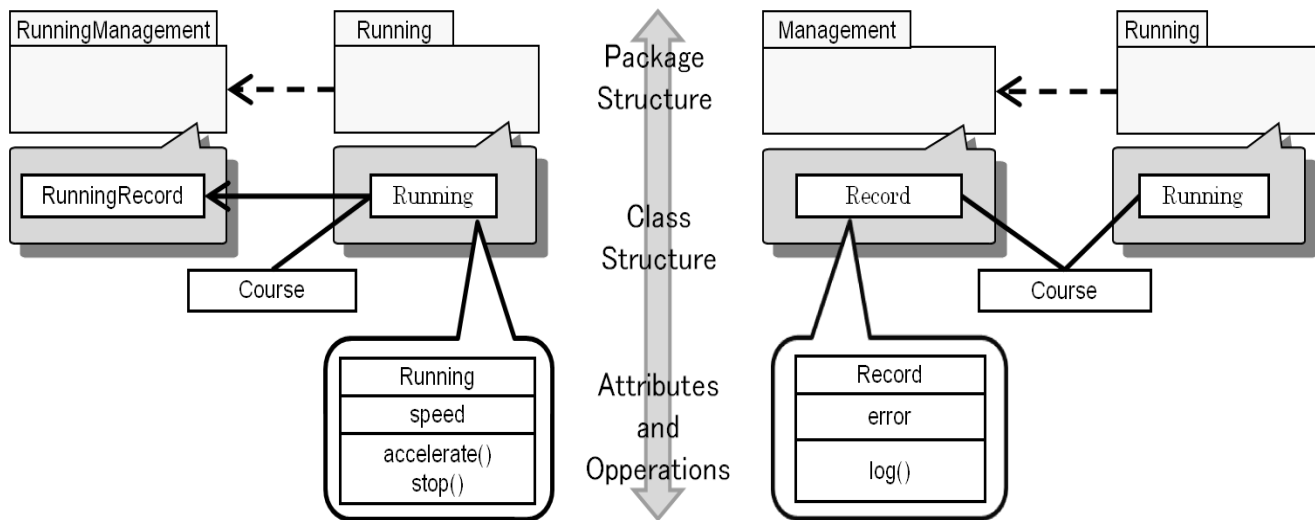 RunningManagement
Running
RunningRecord
Running
Course
Running
speed
accelerate()
stop()
Package
Structure
Class
Structure
Attributes
and
Opperations
Management
Running
Record
Running
Course
Record
error
log()